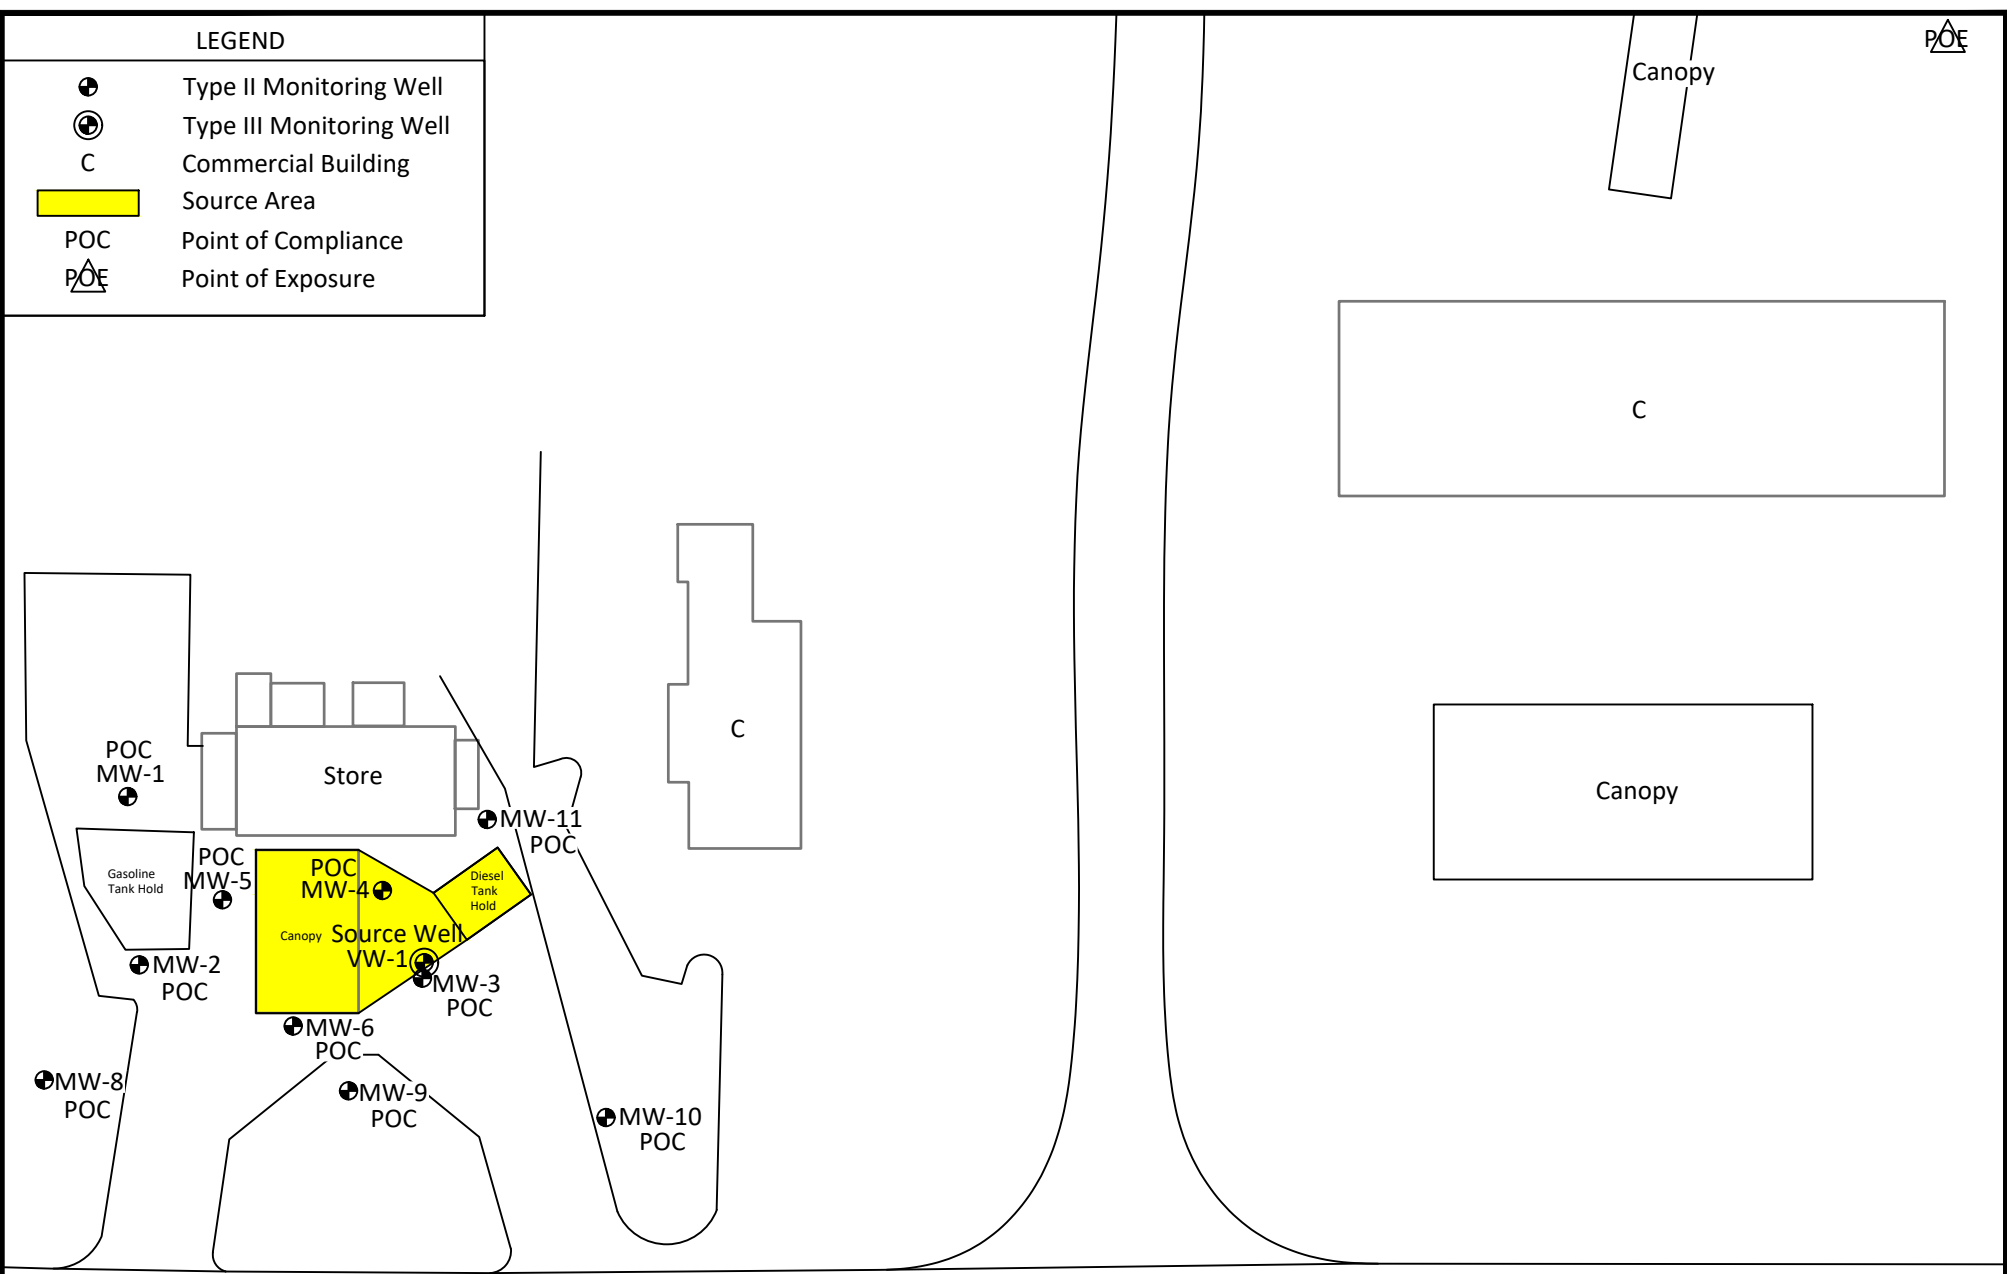 LEGEND
Type II Monitoring Well
Type III Monitoring Well
C Commercial Building
Source Area
POC Point of Compliance
POE Point of Exposure
POE
Canopy
C
C
Canopy
Store
POC
MW-1
MW-11
POC
Gasoline
Tank Hold
POC
MW-5
POC
MW-4
Diesel
Tank
Hold
Canopy
Source Well
VW-1
MW-2
POC
MW-3
POC
MW-6
POC
MW-8
POC
MW-9
POC
MW-10
POC